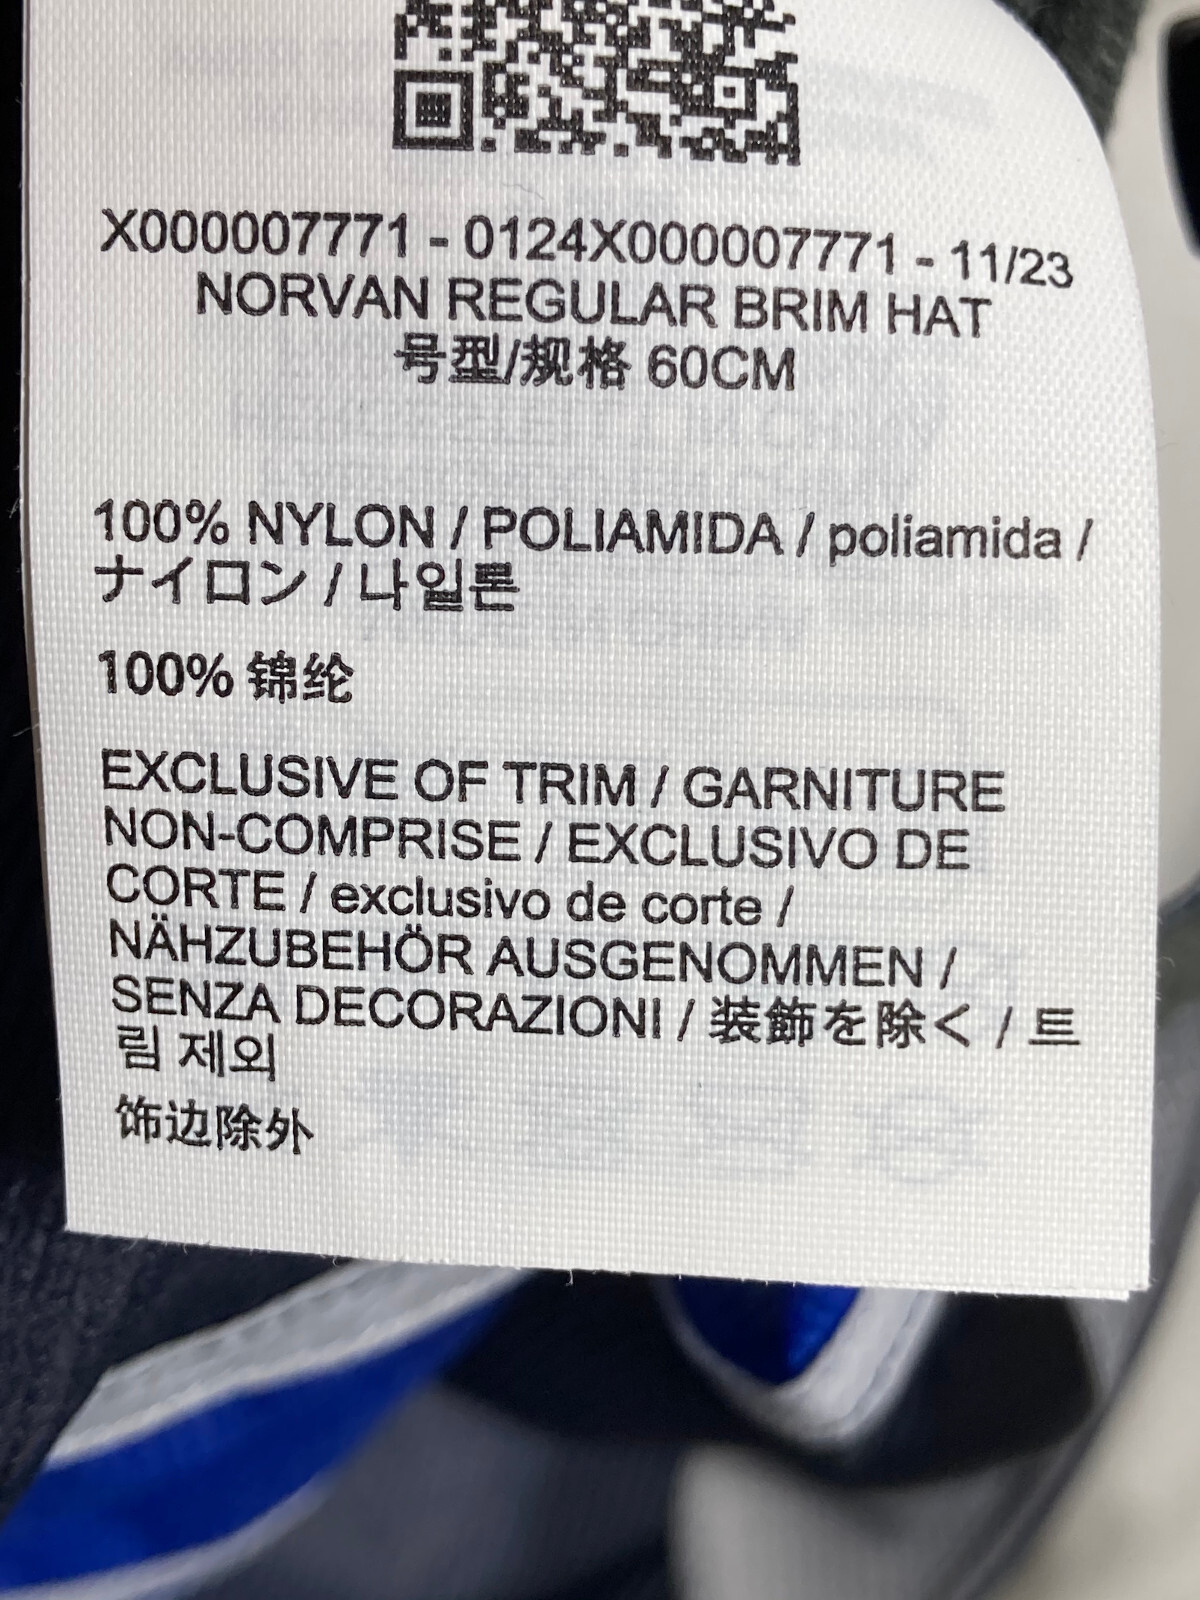 X000007771 - 0124X000007771 - 11/23
NORVAN REGULAR BRIM HAT
号型/规格 60CM
100% NYLON / POLIAMIDA / poliamida /
ナイロン / 나일론
100% 锦纶
EXCLUSIVE OF TRIM / GARNITURE
NON-COMPRISE / EXCLUSIVO DE
CORTE / exclusivo de corte /
NÄHZUBEHÖR AUSGENOMMEN /
SENZA DECORAZIONI / 装飾を除く / 트
림 제외
饰边除外